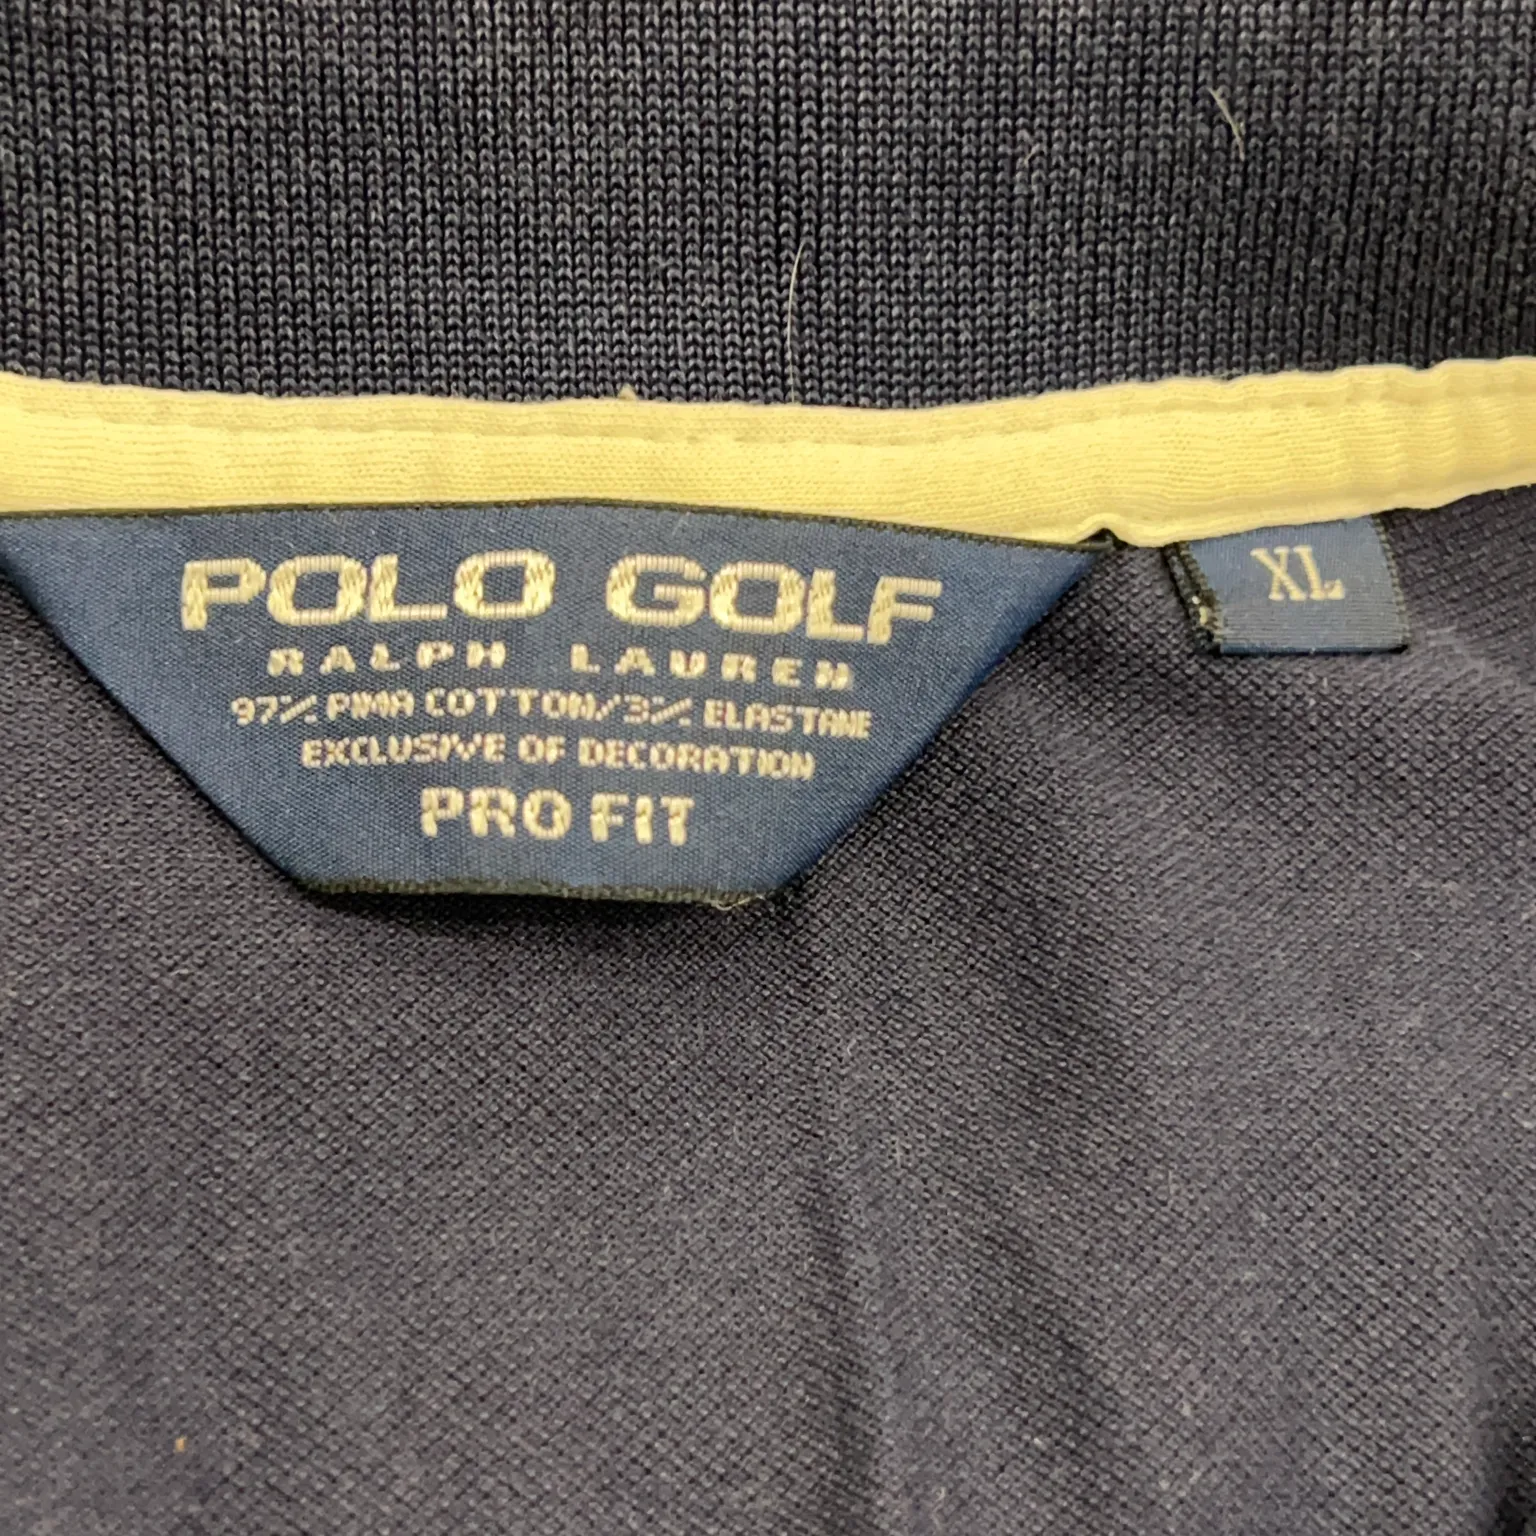 POLO GOLF
RALPH LAUREN
97% PIMA COTTON/3% ELASTANE
EXCLUSIVE OF DECORATION
PRO FIT
XL